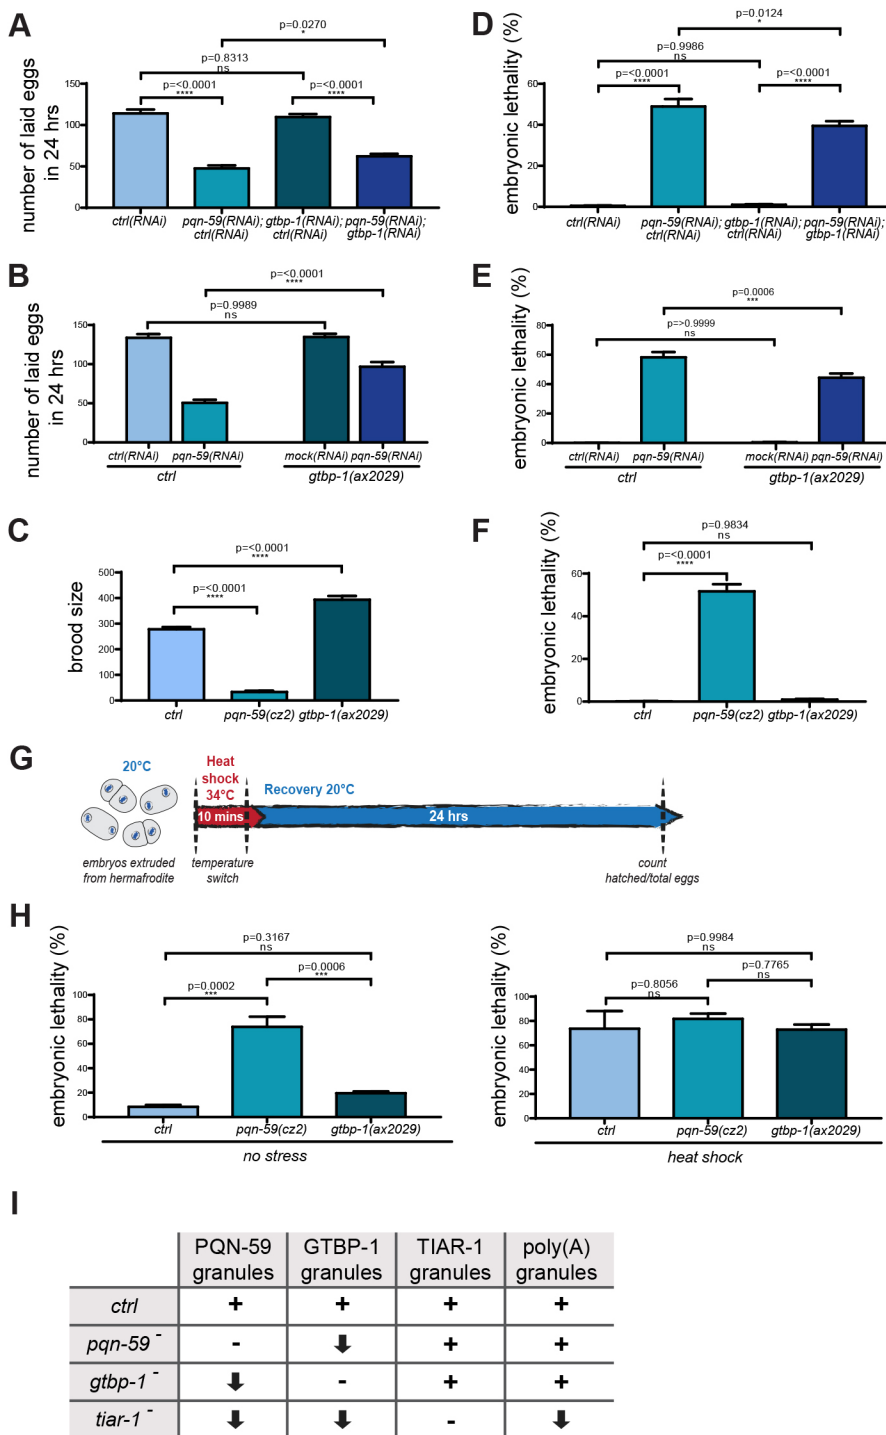 A
p=0.0270
*
p=0.8313
ns
p=<0.0001
****
p=<0.0001
****
number of laid eggs
in 24 hrs
150
100
50
0
ctrl(RNAi)
pqn-59(RNAi);
ctrl(RNAi)
gtbp-1(RNAi);
ctrl(RNAi)
pqn-59(RNAi);
gtbp-1(RNAi)
D
p=0.0124
*
p=0.9986
ns
p=<0.0001
****
p=<0.0001
****
embryonic lethality (%)
60
40
20
0
ctrl(RNAi)
pqn-59(RNAi);
ctrl(RNAi)
gtbp-1(RNAi);
ctrl(RNAi)
pqn-59(RNAi);
gtbp-1(RNAi)
B
p=<0.0001
****
p=0.9989
ns
number of laid eggs
in 24 hrs
150
100
50
0
ctrl(RNAi)
pqn-59(RNAi)
mock(RNAi)
pqn-59(RNAi)
ctrl
gtbp-1(ax2029)
E
p=0.0006
***
p=>0.9999
ns
embryonic lethality (%)
80
60
40
20
0
ctrl(RNAi)
pqn-59(RNAi)
mock(RNAi)
pqn-59(RNAi)
ctrl
gtbp-1(ax2029)
C
p=<0.0001
****
p=<0.0001
****
brood size
500
400
300
200
100
0
ctrl
pqn-59(cz2)
gtbp-1(ax2029)
F
p=0.9834
ns
p=<0.0001
****
embryonic lethality (%)
60
40
20
0
ctrl
pqn-59(cz2)
gtbp-1(ax2029)
G
20°C
Heat
shock
34°C
Recovery 20°C
10 mins
24 hrs
embryos extruded
from hermafrodite
temperature
switch
count
hatched/total eggs
H
p=0.3167
ns
p=0.0006
***
p=0.0002
***
embryonic lethality (%)
100
80
60
40
20
0
ctrl
pqn-59(cz2)
gtbp-1(ax2029)
no stress
p=0.9984
ns
p=0.7765
ns
p=0.8056
ns
embryonic lethality (%)
100
80
60
40
20
0
ctrl
pqn-59(cz2)
gtbp-1(ax2029)
heat shock
I
PQN-59 granules GTBP-1 granules TIAR-1 granules poly(A) granules
ctrl + + + +
pqn-59 - - ⬇ + +
gtbp-1 - ⬇ - + +
tiar-1 - ⬇ ⬇ - ⬇